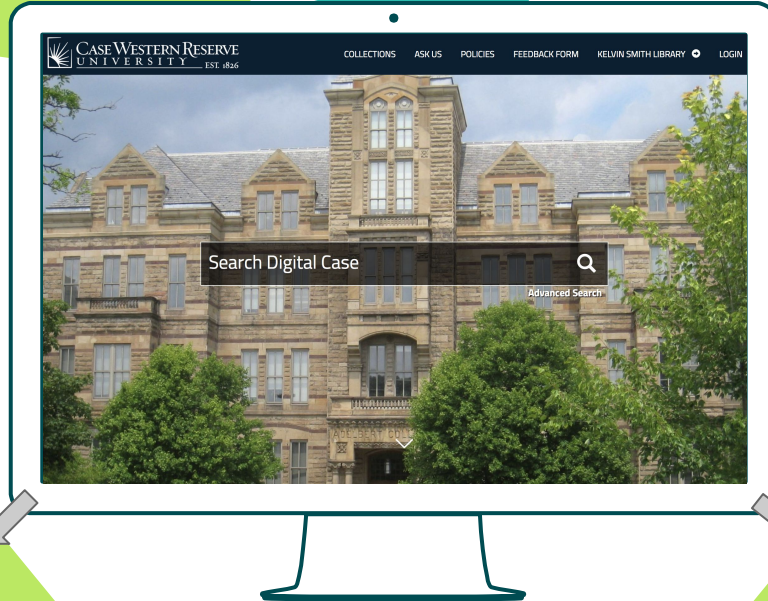 CASE WESTERN RESERVE
UNIVERSITY EST. 1826
COLLECTIONS ASK US POLICIES FEEDBACK FORM KELVIN SMITH LIBRARY LOGIN
Search Digital Case
Advanced Search
ADELBERT